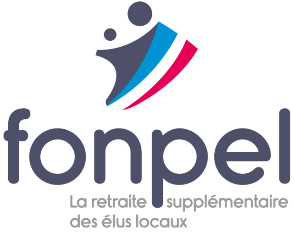 fonpel
La retraite supplémentaire
des élus locaux